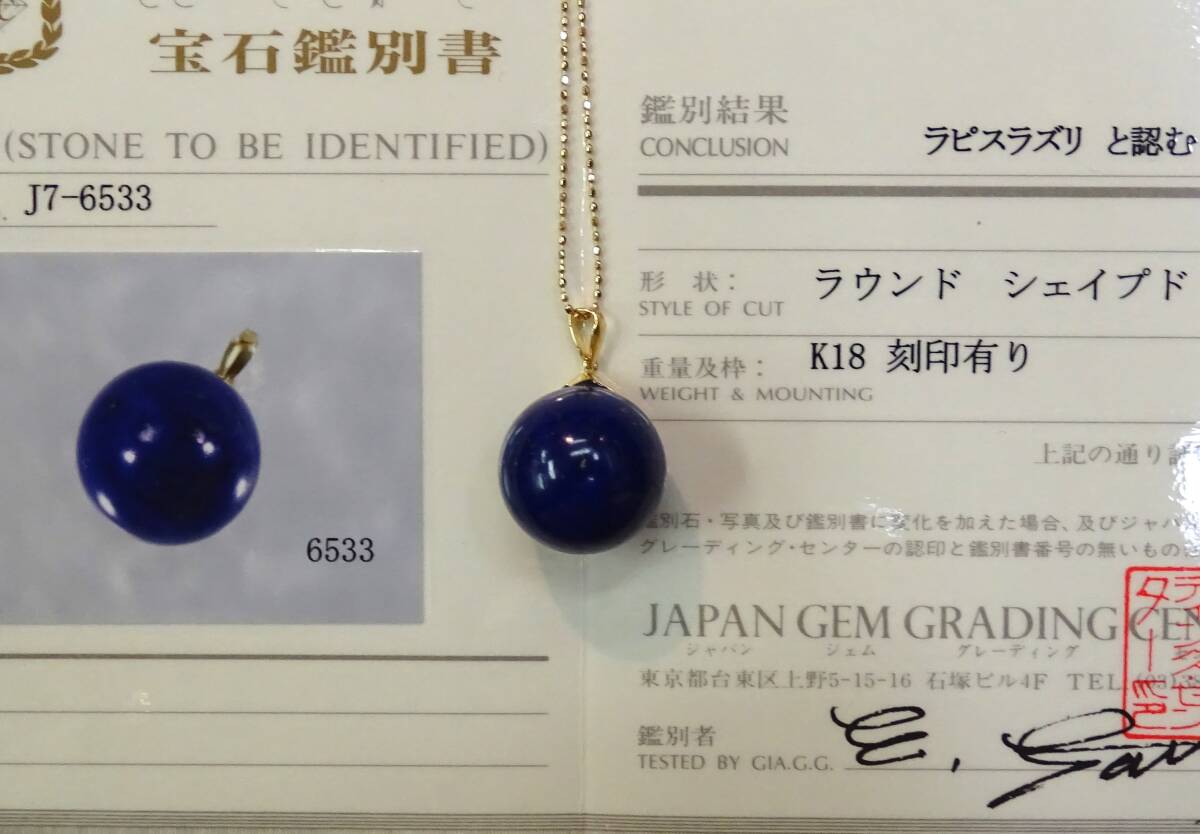 宝石鑑別書
(STONE TO BE IDENTIFIED)
J7-6533
6533
鑑別結果
CONCLUSION
ラピスラズリ と認む
形 状：
STYLE OF CUT
ラウンド シェイプド
重量及枠：
WEIGHT & MOUNTING
K18 刻印有り
上記の通り
鑑別石・写真及び鑑別書に変化を加えた場合、及びジャパ
グレーディング・センターの認印と鑑別書番号の無いもの
JAPAN GEM GRADING CEN
ジャパン ジェム グレーディング
東京都台東区上野5-15-16 石塚ビル4F TEL
鑑別者
TESTED BY GIA.G.G.